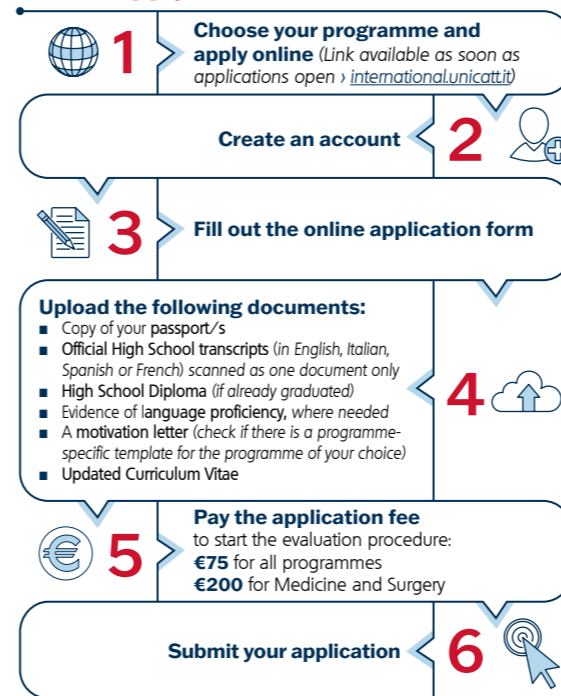 1
Choose your programme and
apply online (Link available as soon as
applications open › international.unicatt.it)
Create an account
2
3
Fill out the online application form
Upload the following documents:
■ Copy of your passport/s
■ Official High School transcripts (in English, Italian,
Spanish or French) scanned as one document only
■ High School Diploma (if already graduated)
■ Evidence of language proficiency, where needed
■ A motivation letter (check if there is a programme-
specific template for the programme of your choice)
■ Updated Curriculum Vitae
4
€
5
Pay the application fee
to start the evaluation procedure:
€75 for all programmes
€200 for Medicine and Surgery
Submit your application
6